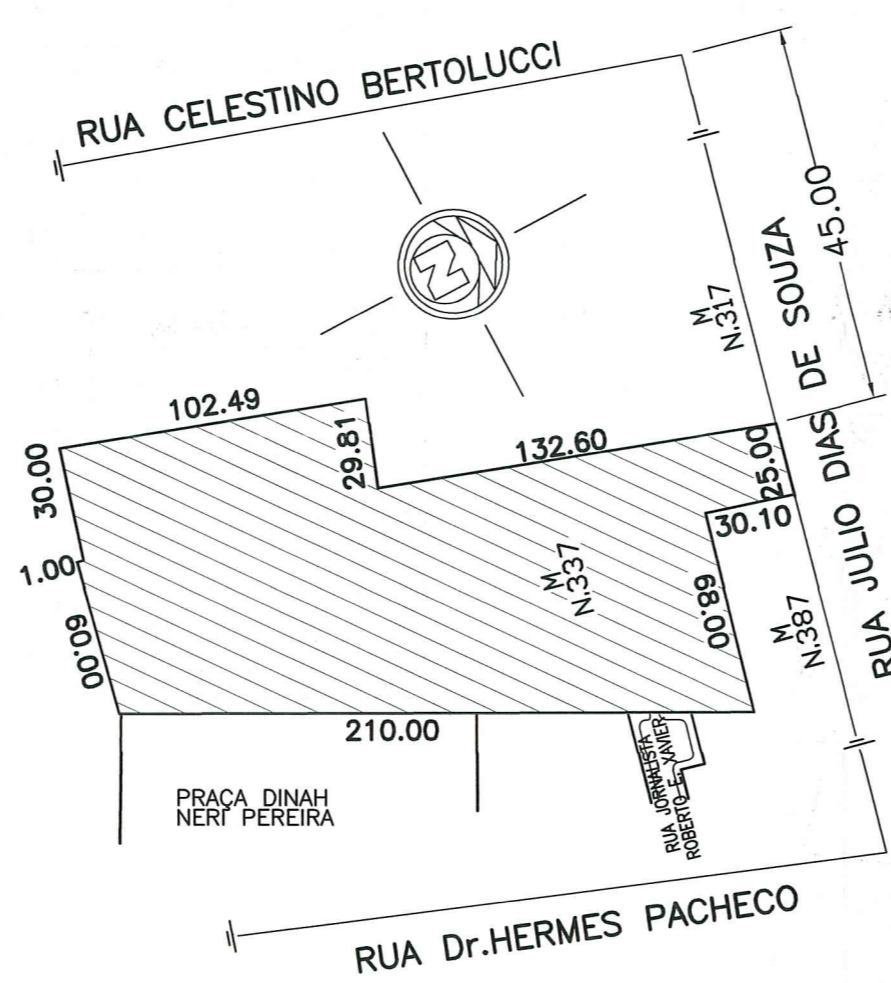 RUA CELESTINO BERTOLUCCI
45.00
RUA JULIO DIAS DE SOUZA
M
N.317
N
102.49
29.81
132.60
25.00
30.10
30.00
1.00
60.00
M
N.337
68.00
M
N.387
210.00
PRAÇA DINAH
NERI PEREIRA
RUA JORNALISTA
ROBERTO E. XAVIER
RUA Dr.HERMES PACHECO